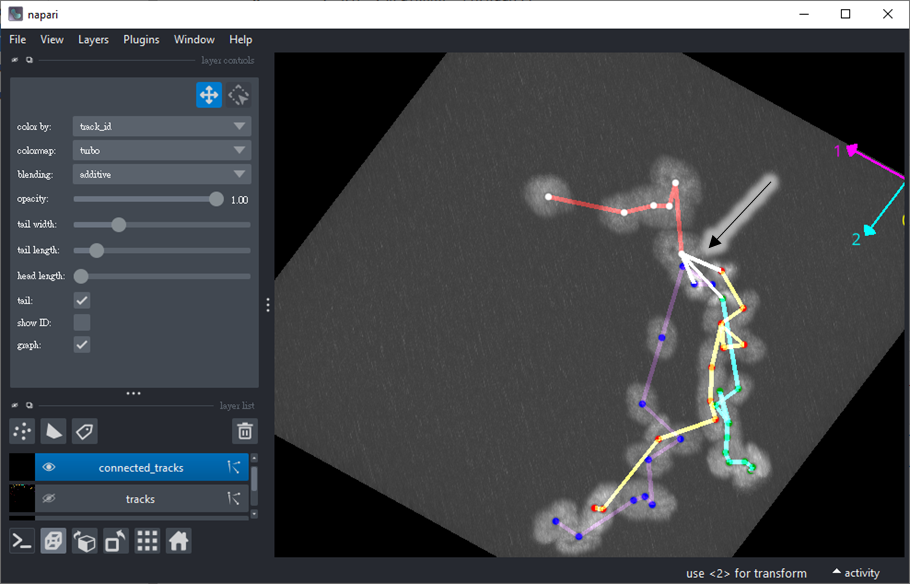 napari
File View Layers Plugins Window Help
layer controls
color by: track_id
colormap: turbo
blending: additive
opacity: 1.00
tail width:
tail length:
head length:
tail:
show ID:
graph:
layer list
connected_tracks
tracks
1
2
use <2> for transform
activity